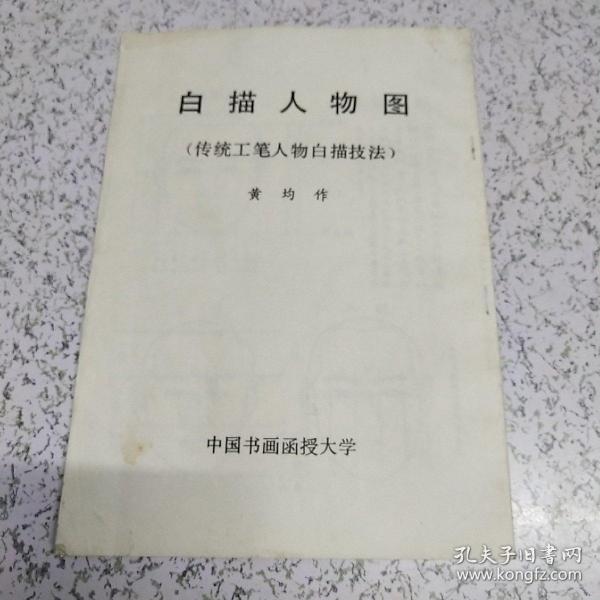 白描人物图
（传统工笔人物白描技法）
黄均作
中国书画函授大学
孔夫子旧书网
www.kongfz.com